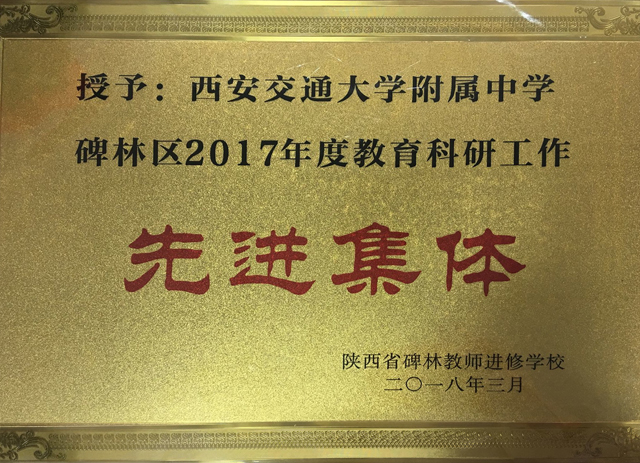 授予：西安交通大学附属中学
碑林区2017年度教育科研工作
先进集体
陕西省碑林教师进修学校
二〇一八年三月